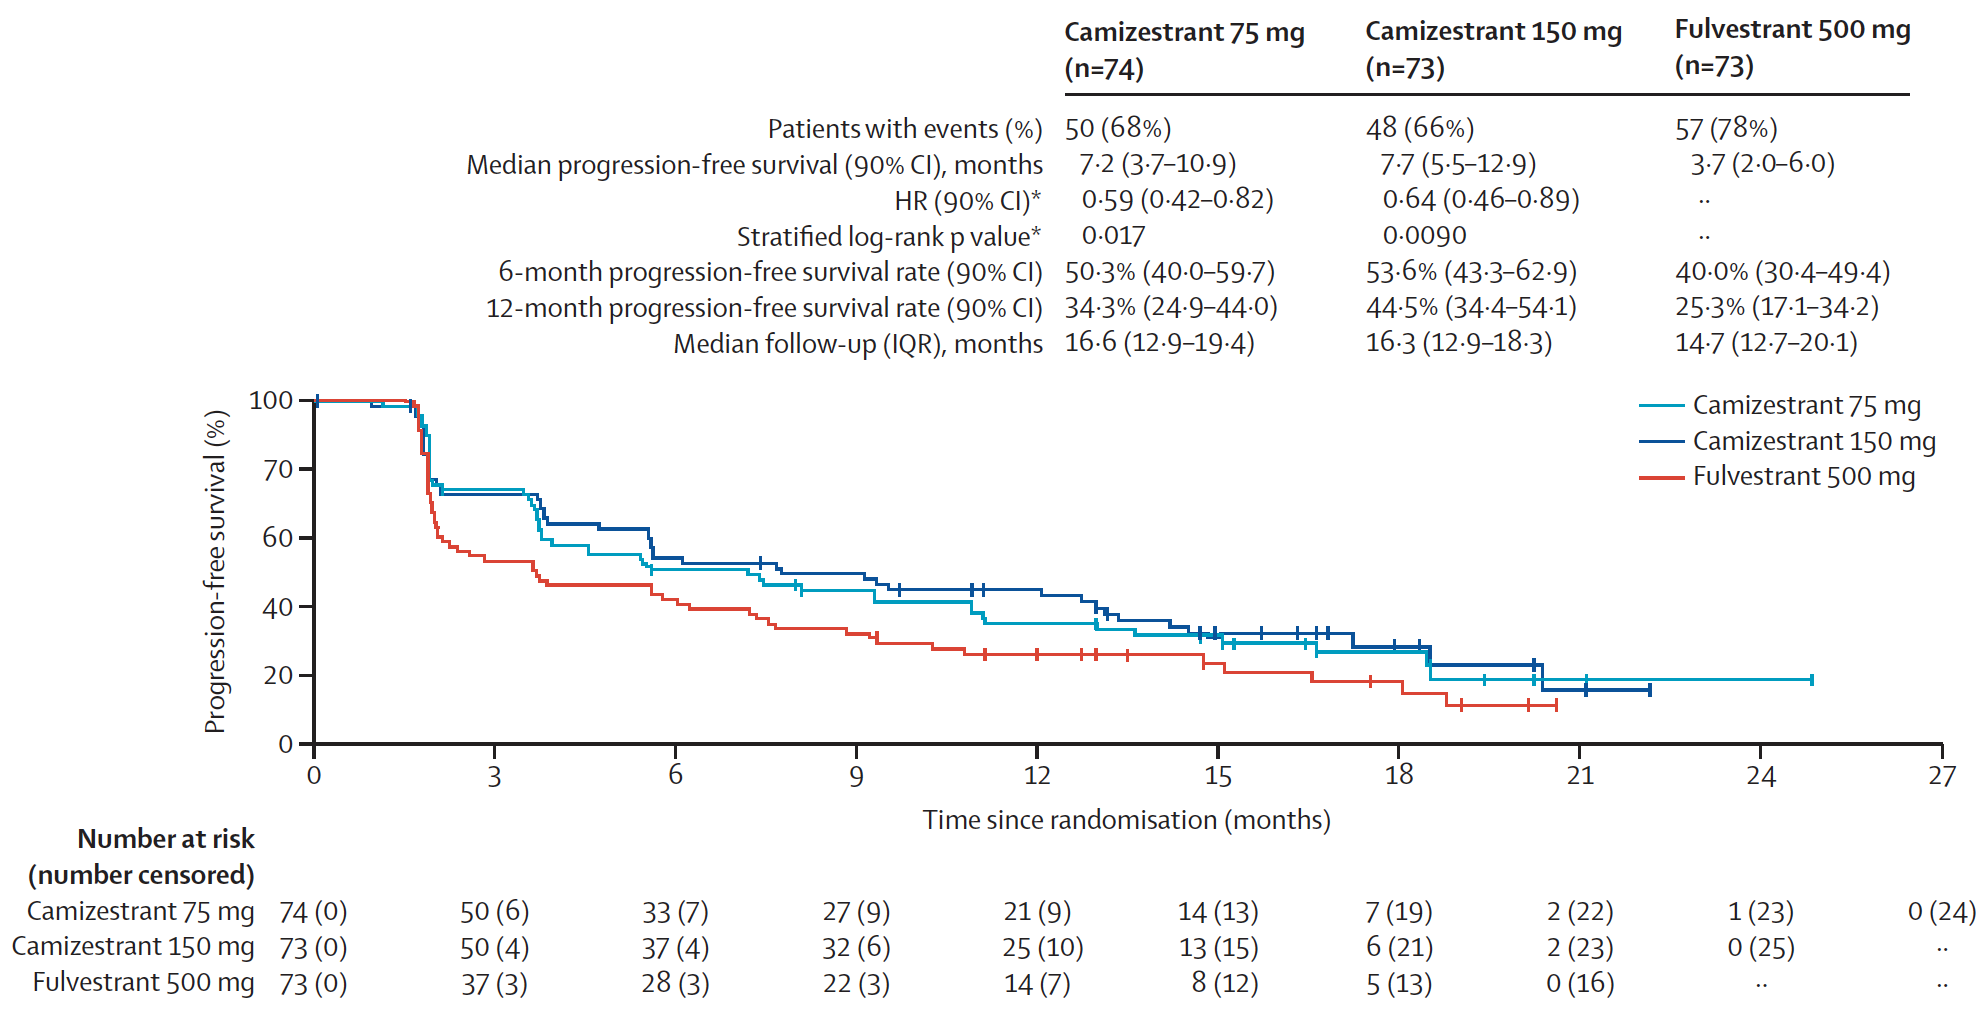 Camizestrant 75 mg Camizestrant 150 mg Fulvestrant 500 mg
(n=74) (n=73) (n=73)
Patients with events (%) 50 (68%) 48 (66%) 57 (78%)
Median progression-free survival (90% CI), months 7·2 (3·7–10·9) 7·7 (5·5–12·9) 3·7 (2·0–6·0)
HR (90% CI)* 0·59 (0·42–0·82) 0·64 (0·46–0·89) ··
Stratified log-rank p value* 0·017 0·0090 ··
6-month progression-free survival rate (90% CI) 50·3% (40·0–59·7) 53·6% (43·3–62·9) 40·0% (30·4–49·4)
12-month progression-free survival rate (90% CI) 34·3% (24·9–44·0) 44·5% (34·4–54·1) 25·3% (17·1–34·2)
Median follow-up (IQR), months 16·6 (12·9–19·4) 16·3 (12·9–18·3) 14·7 (12·7–20·1)
Camizestrant 75 mg
Camizestrant 150 mg
Fulvestrant 500 mg
Progression-free survival (%)
100
70
60
40
20
0
0 3 6 9 12 15 18 21 24 27
Time since randomisation (months)
Number at risk
(number censored)
Camizestrant 75 mg 74 (0) 50 (6) 33 (7) 27 (9) 21 (9) 14 (13) 7 (19) 2 (22) 1 (23) 0 (24)
Camizestrant 150 mg 73 (0) 50 (4) 37 (4) 32 (6) 25 (10) 13 (15) 6 (21) 2 (23) 0 (25) ··
Fulvestrant 500 mg 73 (0) 37 (3) 28 (3) 22 (3) 14 (7) 8 (12) 5 (13) 0 (16) ·· ··